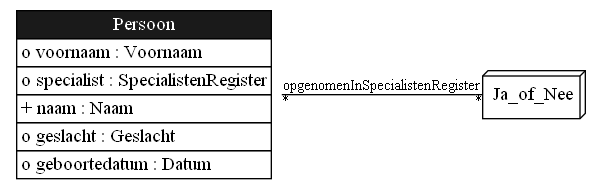 Persoon
o voornaam : Voornaam
o specialist : SpecialistenRegister
+ naam : Naam
o geslacht : Geslacht
o geboortedatum : Datum
opgenomenInSpecialistenRegister
* *
Ja_of_Nee